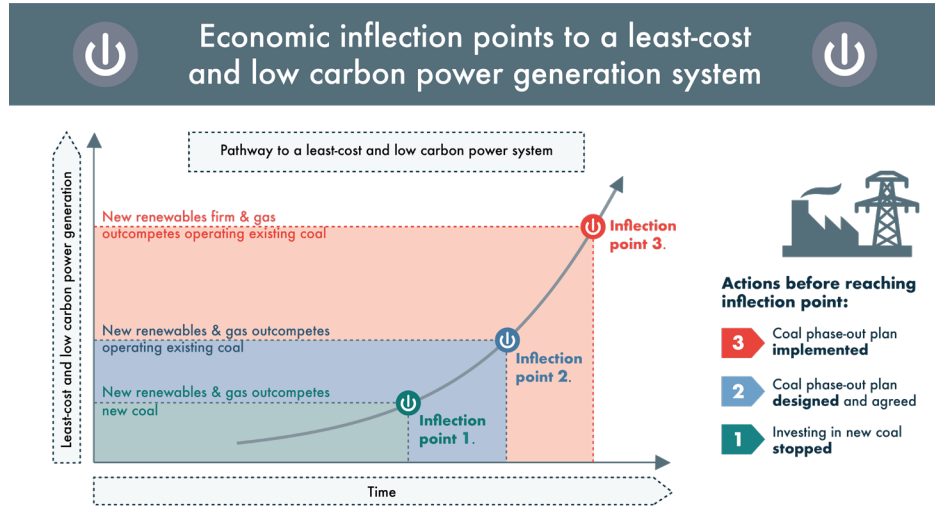 Economic inflection points to a least-cost
and low carbon power generation system
Least-cost and low carbon power generation
Pathway to a least-cost and low carbon power system
New renewables firm & gas
outcompetes operating existing coal
Inflection
point 3.
New renewables & gas outcompetes
operating existing coal
Inflection
point 2.
New renewables & gas outcompetes
new coal
Inflection
point 1.
Time
Actions before reaching
inflection point:
3
Coal phase-out plan
implemented
2
Coal phase-out plan
designed and agreed
1
Investing in new coal
stopped